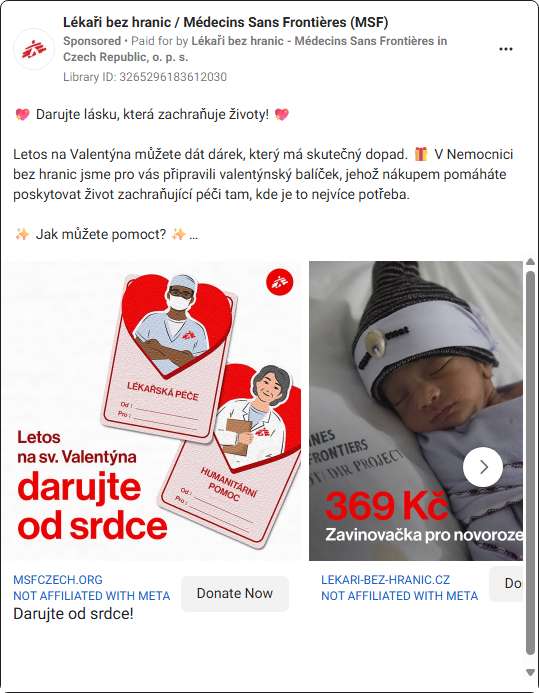 Lékaři bez hranic / Médecins Sans Frontières (MSF)
Sponsored • Paid for by Lékaři bez hranic - Médecins Sans Frontières in
Czech Republic, o. p. s.
Library ID: 3265296183612030
💖 Darujte lásku, která zachraňuje životy! 💖
Letos na Valentýna můžete dát dárek, který má skutečný dopad. 🎁 V Nemocnici
bez hranic jsme pro vás připravili valentýnský balíček, jehož nákupem pomáháte
poskytovat život zachraňující péči tam, kde je to nejvíce potřeba.
✨ Jak můžete pomoct? ✨ ...
LÉKAŘSKÁ PÉČE
Od:
Pro:
HUMANITÁRNÍ
POMOC
Od:
Pro:
Letos
na sv. Valentýna
darujte
od srdce
FRONTIERS
PROJECT
369 Kč
Zavinovačka pro novoroze
MSFCZECH.ORG
NOT AFFILIATED WITH META
Darujte od srdce!
Donate Now
LEKARI-BEZ-HRANIC.CZ
NOT AFFILIATED WITH META
Do